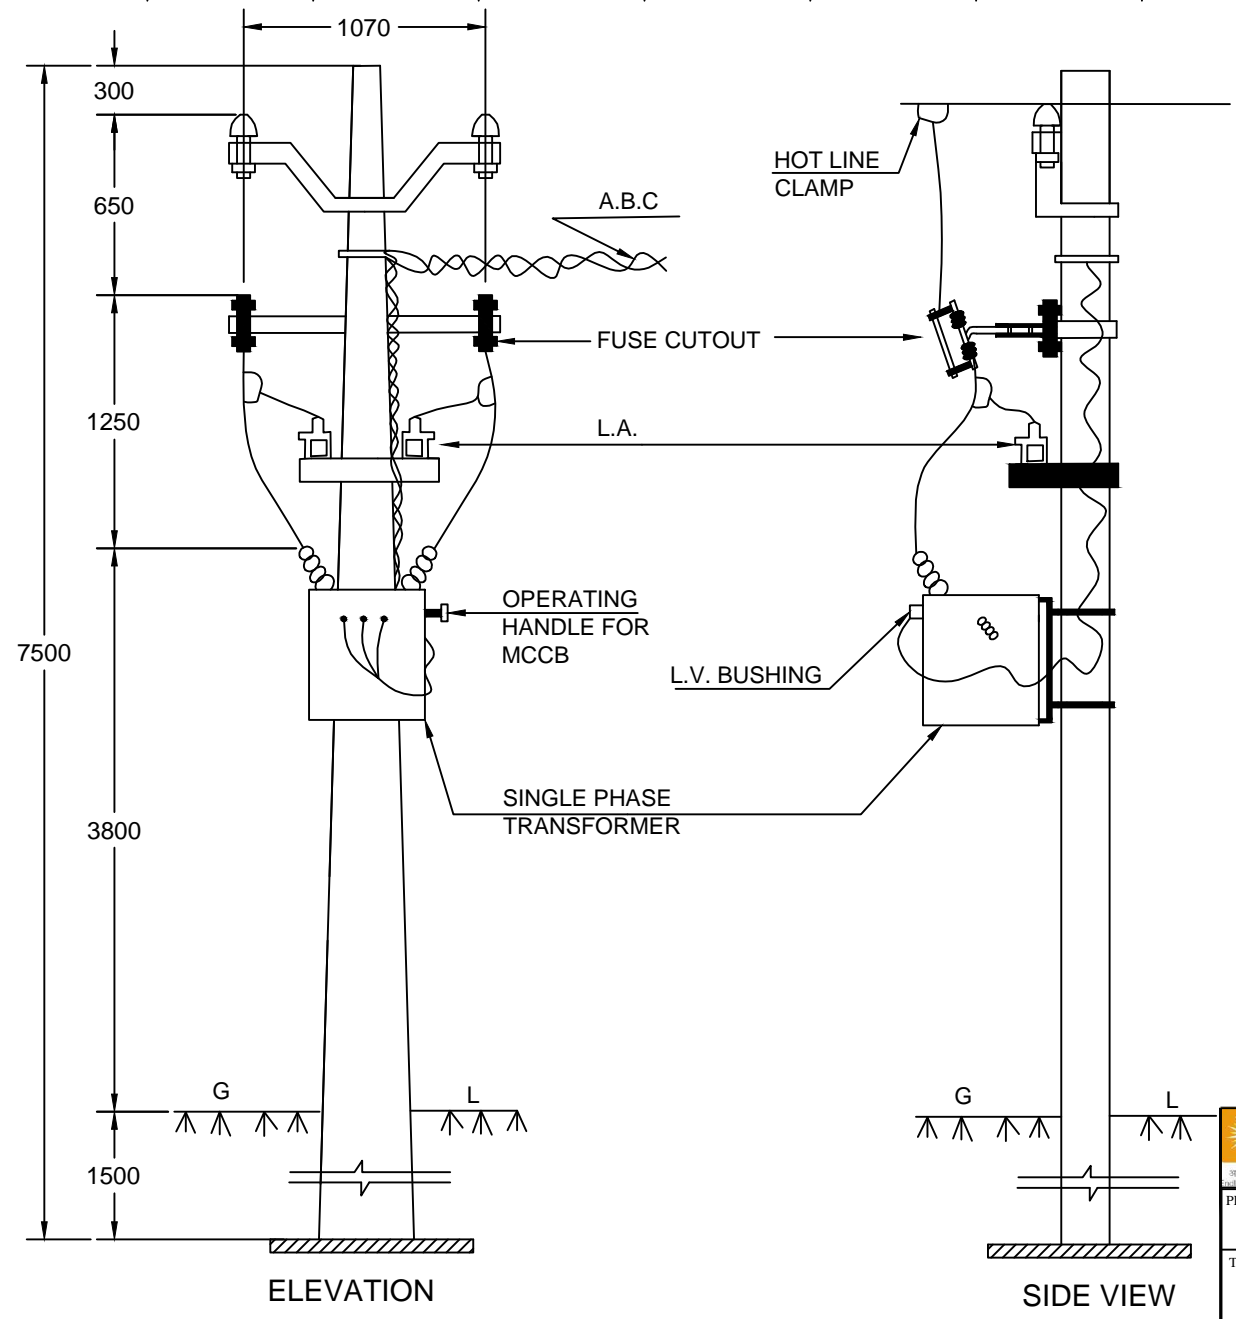 1070
300
650
1250
7500
3800
1500
HOT LINE
CLAMP
A.B.C
FUSE CUTOUT
L.A.
OPERATING
HANDLE FOR
MCCB
L.V. BUSHING
SINGLE PHASE
TRANSFORMER
G L
G L
ELEVATION
SIDE VIEW